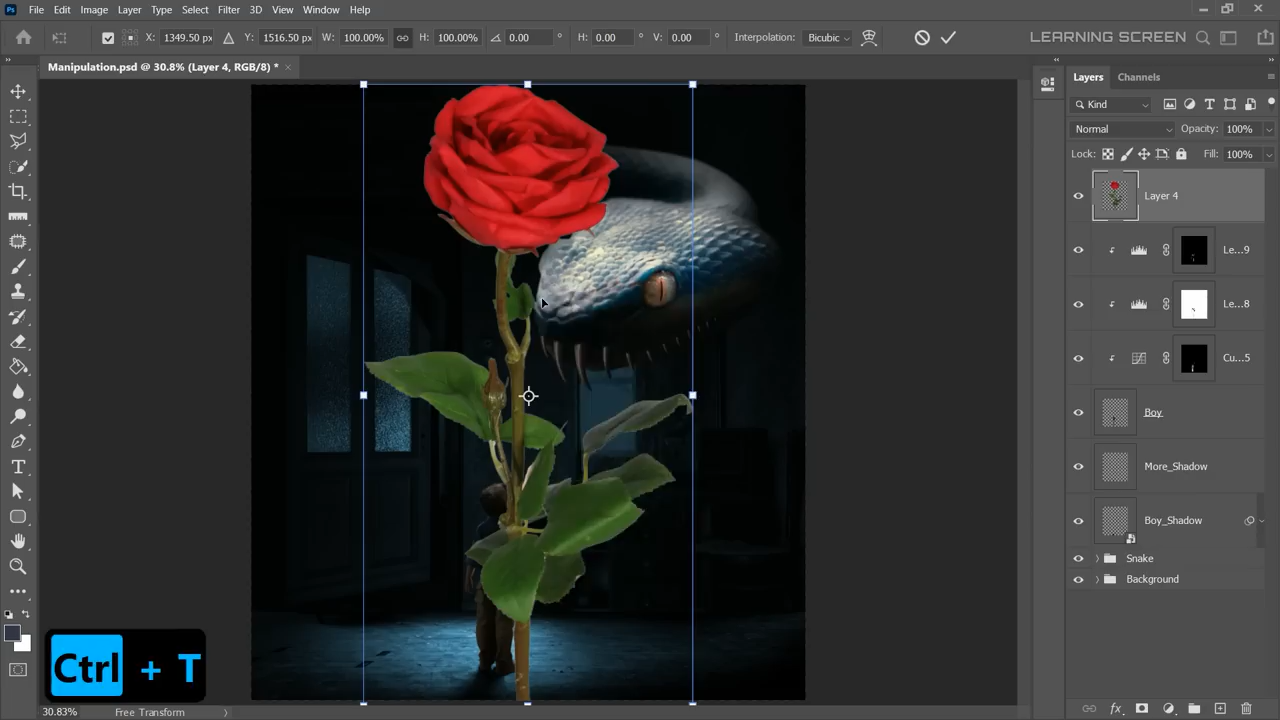 Ps File Edit Image Layer Type Select Filter 3D View Window Help
X: 1349.50 px Y: 1516.50 px W: 100.00% H: 100.00% 0.00 ° H: 0.00 ° V: 0.00 ° Interpolation: Bicubic LEARNING SCREEN
Manipulation.psd @ 30.8% (Layer 4, RGB/8) * ×
Layers Channels
Kind
Normal Opacity: 100%
Lock: Fill: 100%
Layer 4
Le...9
Le...8
Cu...5
Boy
More_Shadow
Boy_Shadow
Snake
Background
Ctrl + T
30.83% Free Transform
fx